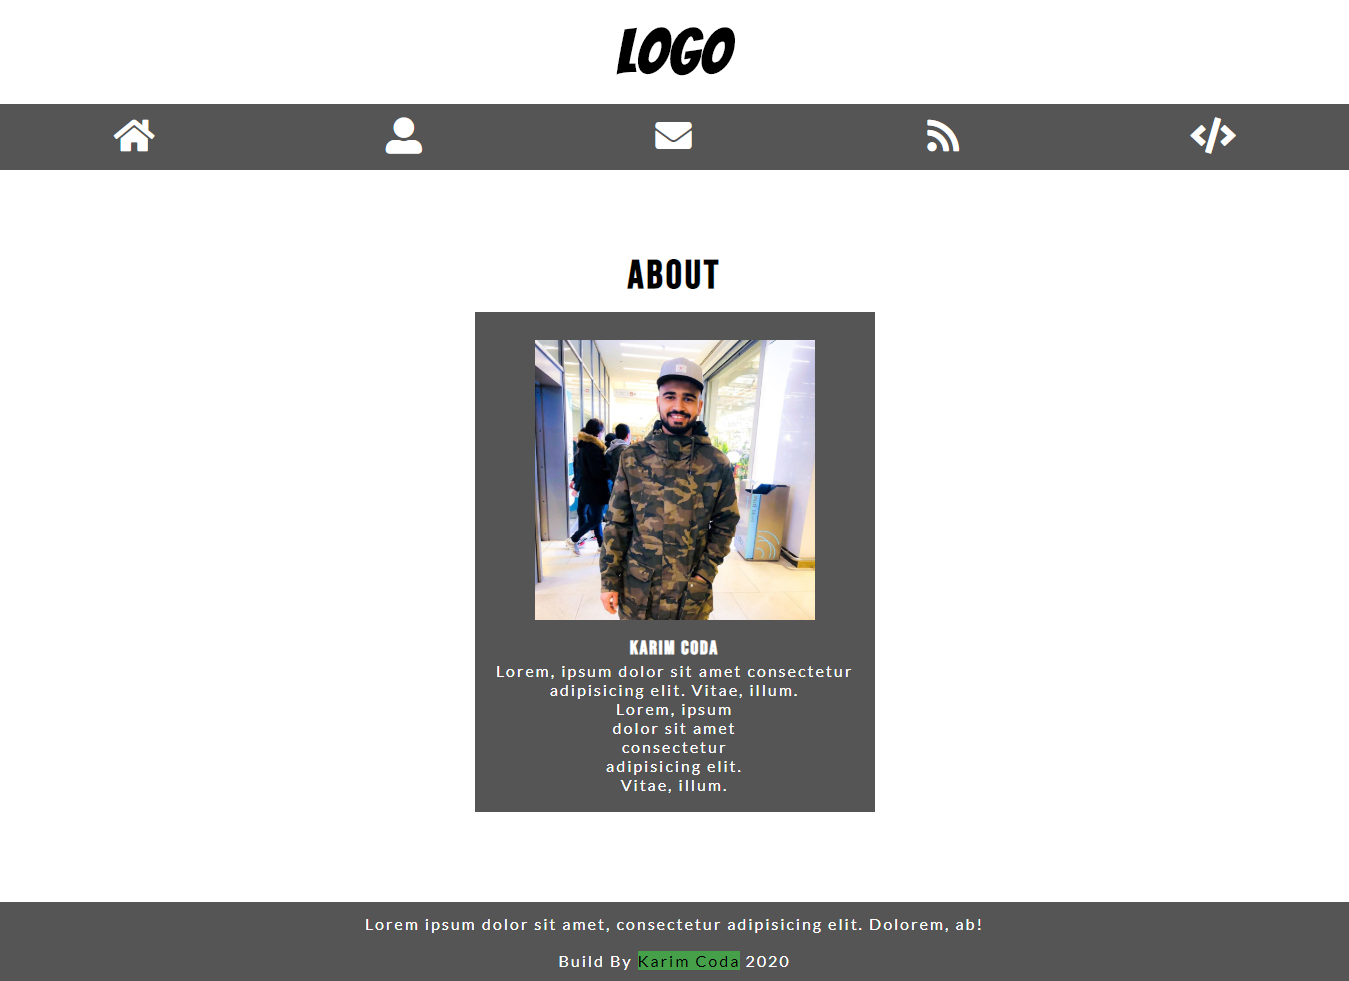 LOGO
ABOUT
KARIM CODA
Lorem, ipsum dolor sit amet consectetur
adipisicing elit. Vitae, illum.
Lorem, ipsum
dolor sit amet
consectetur
adipisicing elit.
Vitae, illum.
Lorem ipsum dolor sit amet, consectetur adipisicing elit. Dolorem, ab!
Build By Karim Coda 2020